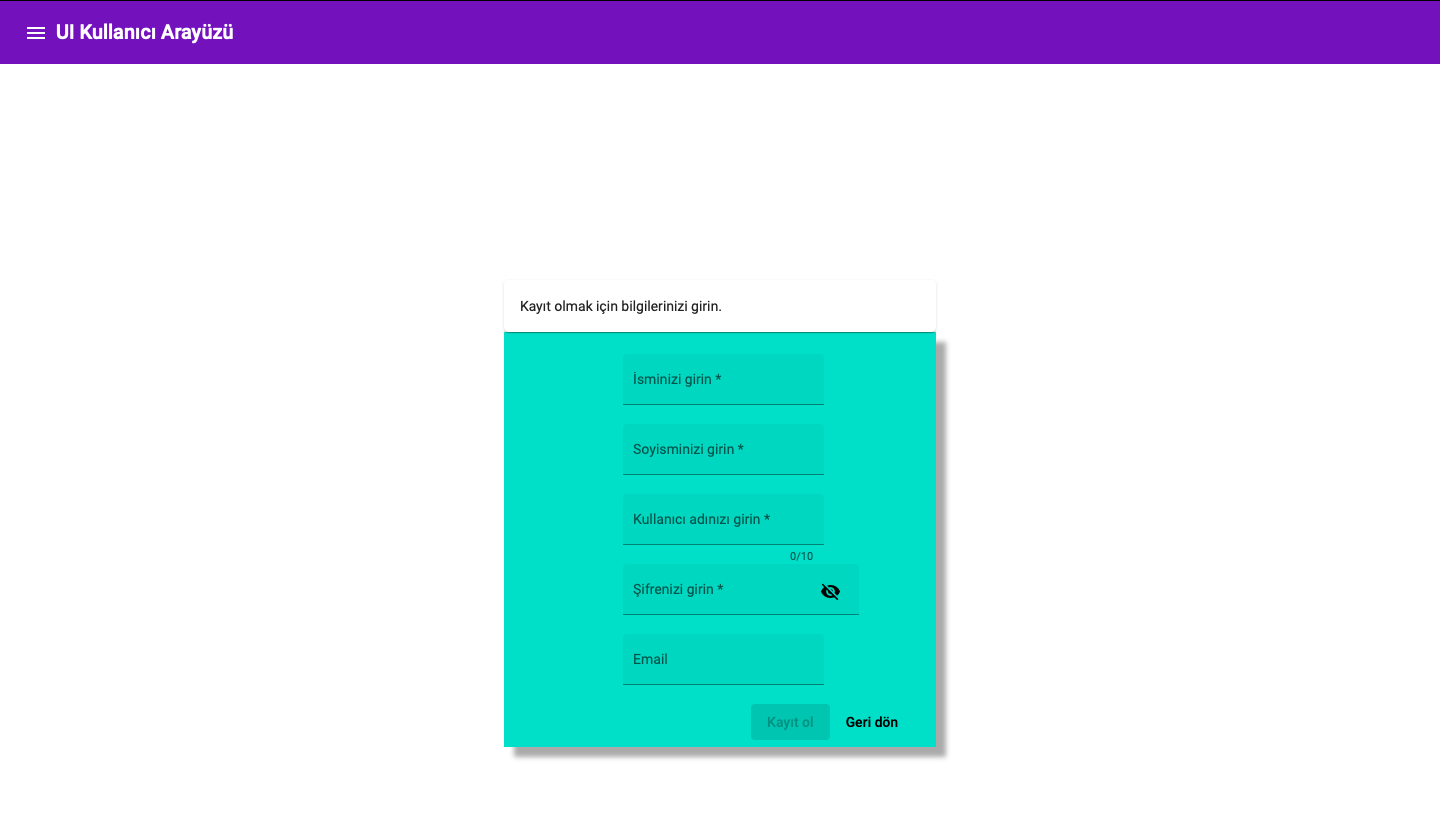 UI Kullanıcı Arayüzü
Kayıt olmak için bilgilerinizi girin.
İsminizi girin *
Soyisminizi girin *
Kullanıcı adınızı girin *
0/10
Şifrenizi girin *
Email
Kayıt ol Geri dön